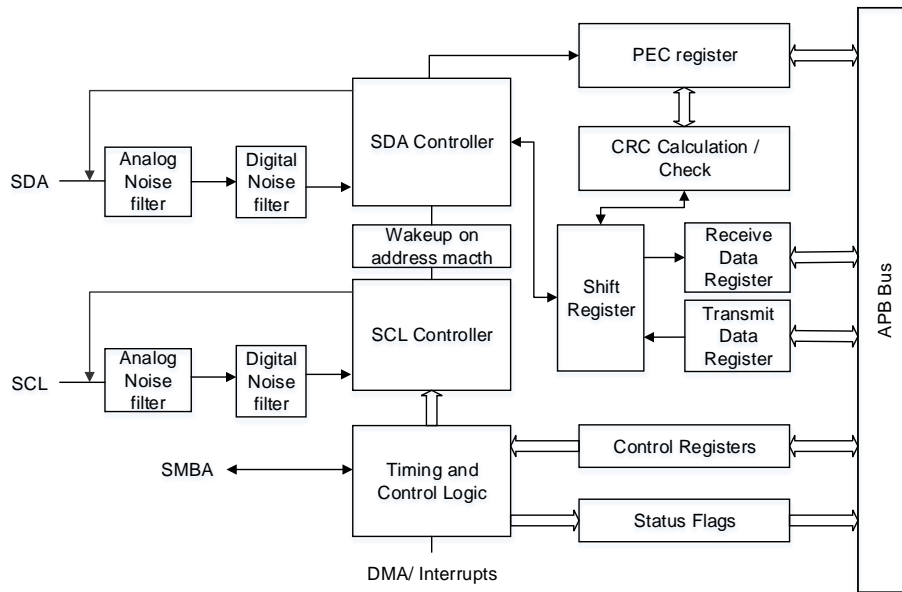 PEC register
SDA Controller
CRC Calculation /
Check
SDA
Analog
Noise
filter
Digital
Noise
filter
Wakeup on
address macth
Shift
Register
Receive
Data
Register
Transmit
Data
Register
APB Bus
SCL Controller
SCL
Analog
Noise
filter
Digital
Noise
filter
SMBA
Timing and
Control Logic
Control Registers
Status Flags
DMA/ Interrupts